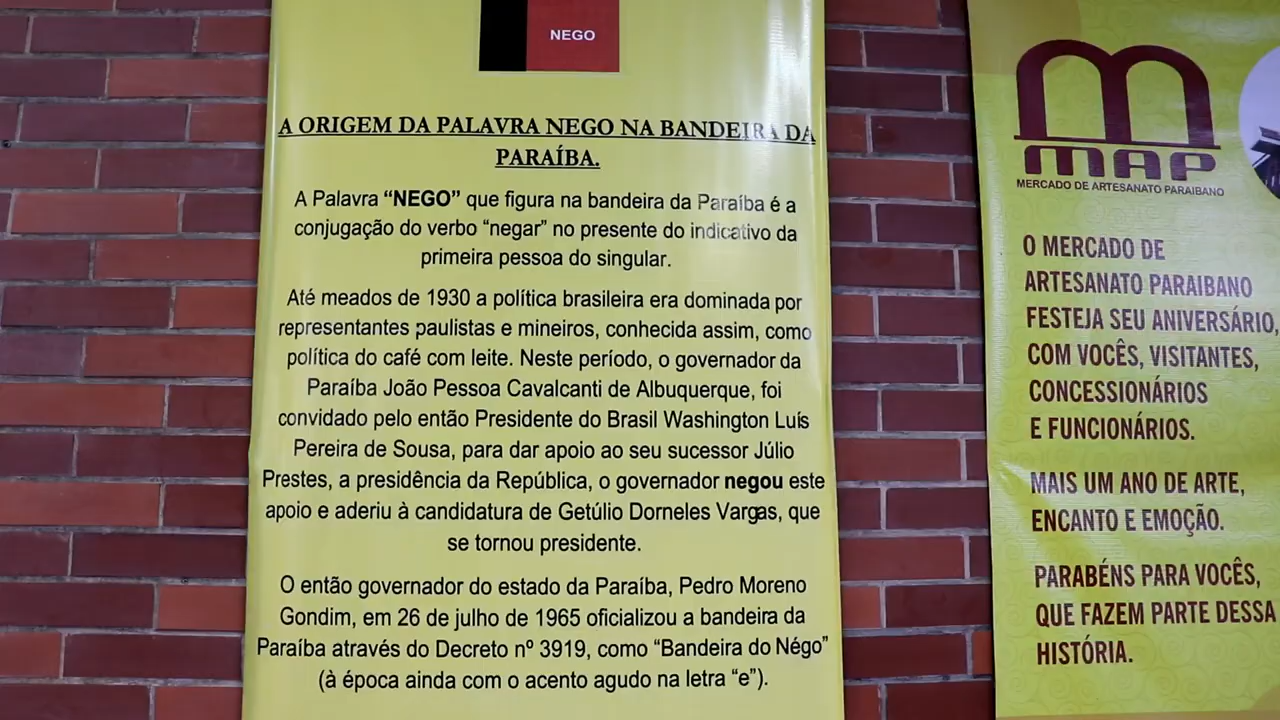 NEGO
A ORIGEM DA PALAVRA NEGO NA BANDEIRA DA
PARAÍBA.
A Palavra “NEGO” que figura na bandeira da Paraíba é a
conjugação do verbo “negar” no presente do indicativo da
primeira pessoa do singular.
Até meados de 1930 a política brasileira era dominada por
representantes paulistas e mineiros, conhecida assim, como
política do café com leite. Neste período, o governador da
Paraíba João Pessoa Cavalcanti de Albuquerque, foi
convidado pelo então Presidente do Brasil Washington Luís
Pereira de Sousa, para dar apoio ao seu sucessor Júlio
Prestes, a presidência da República, o governador negou este
apoio e aderiu à candidatura de Getúlio Dorneles Vargas, que
se tornou presidente.
O então governador do estado da Paraíba, Pedro Moreno
Gondim, em 26 de julho de 1965 oficializou a bandeira da
Paraíba através do Decreto nº 3919, como “Bandeira do Négo”
(à época ainda com o acento agudo na letra “e”).
MAP
MERCADO DE ARTESANATO PARAIBANO
O MERCADO DE
ARTESANATO PARAIBANO
FESTEJA SEU ANIVERSÁRIO,
COM VOCÊS, VISITANTES,
CONCESSIONÁRIOS
E FUNCIONÁRIOS.
MAIS UM ANO DE ARTE,
ENCANTO E EMOÇÃO.
PARABÉNS PARA VOCÊS,
QUE FAZEM PARTE DESSA
HISTÓRIA.